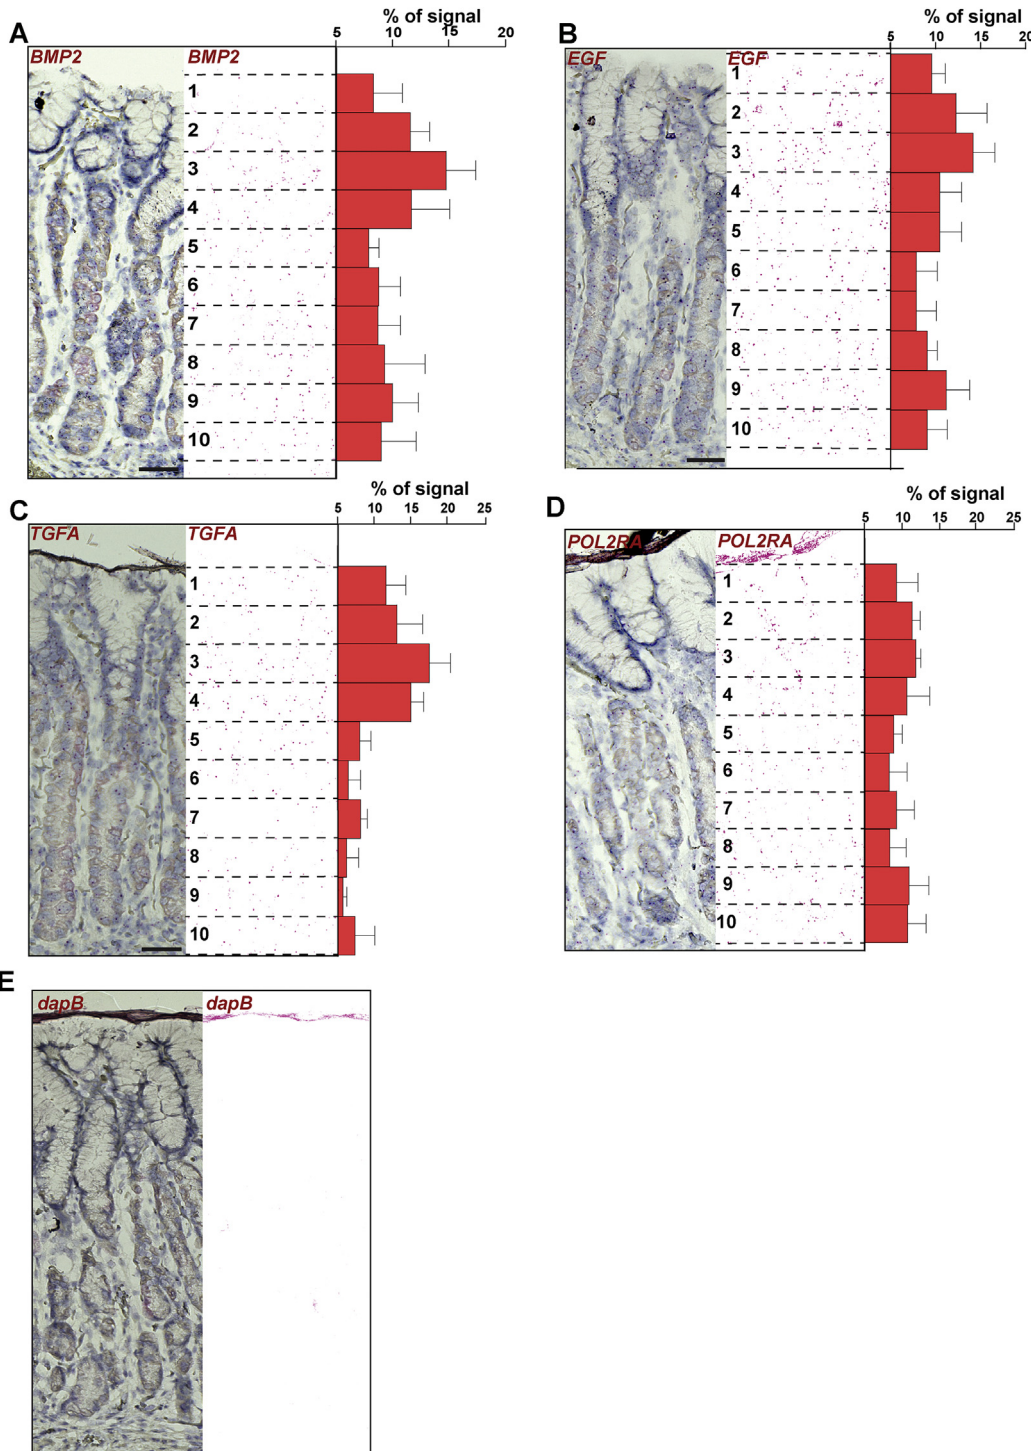 % of signal
A
5 10 15 20
BMP2 BMP2
1
2
3
4
5
6
7
8
9
10
% of signal
B
5 10 15 20
EGF EGF
1
2
3
4
5
6
7
8
9
10
% of signal
C
5 10 15 20 25
TGFA TGFA
1
2
3
4
5
6
7
8
9
10
% of signal
D
5 10 15 20 25
POL2RA POL2RA
1
2
3
4
5
6
7
8
9
10
E
dapB dapB